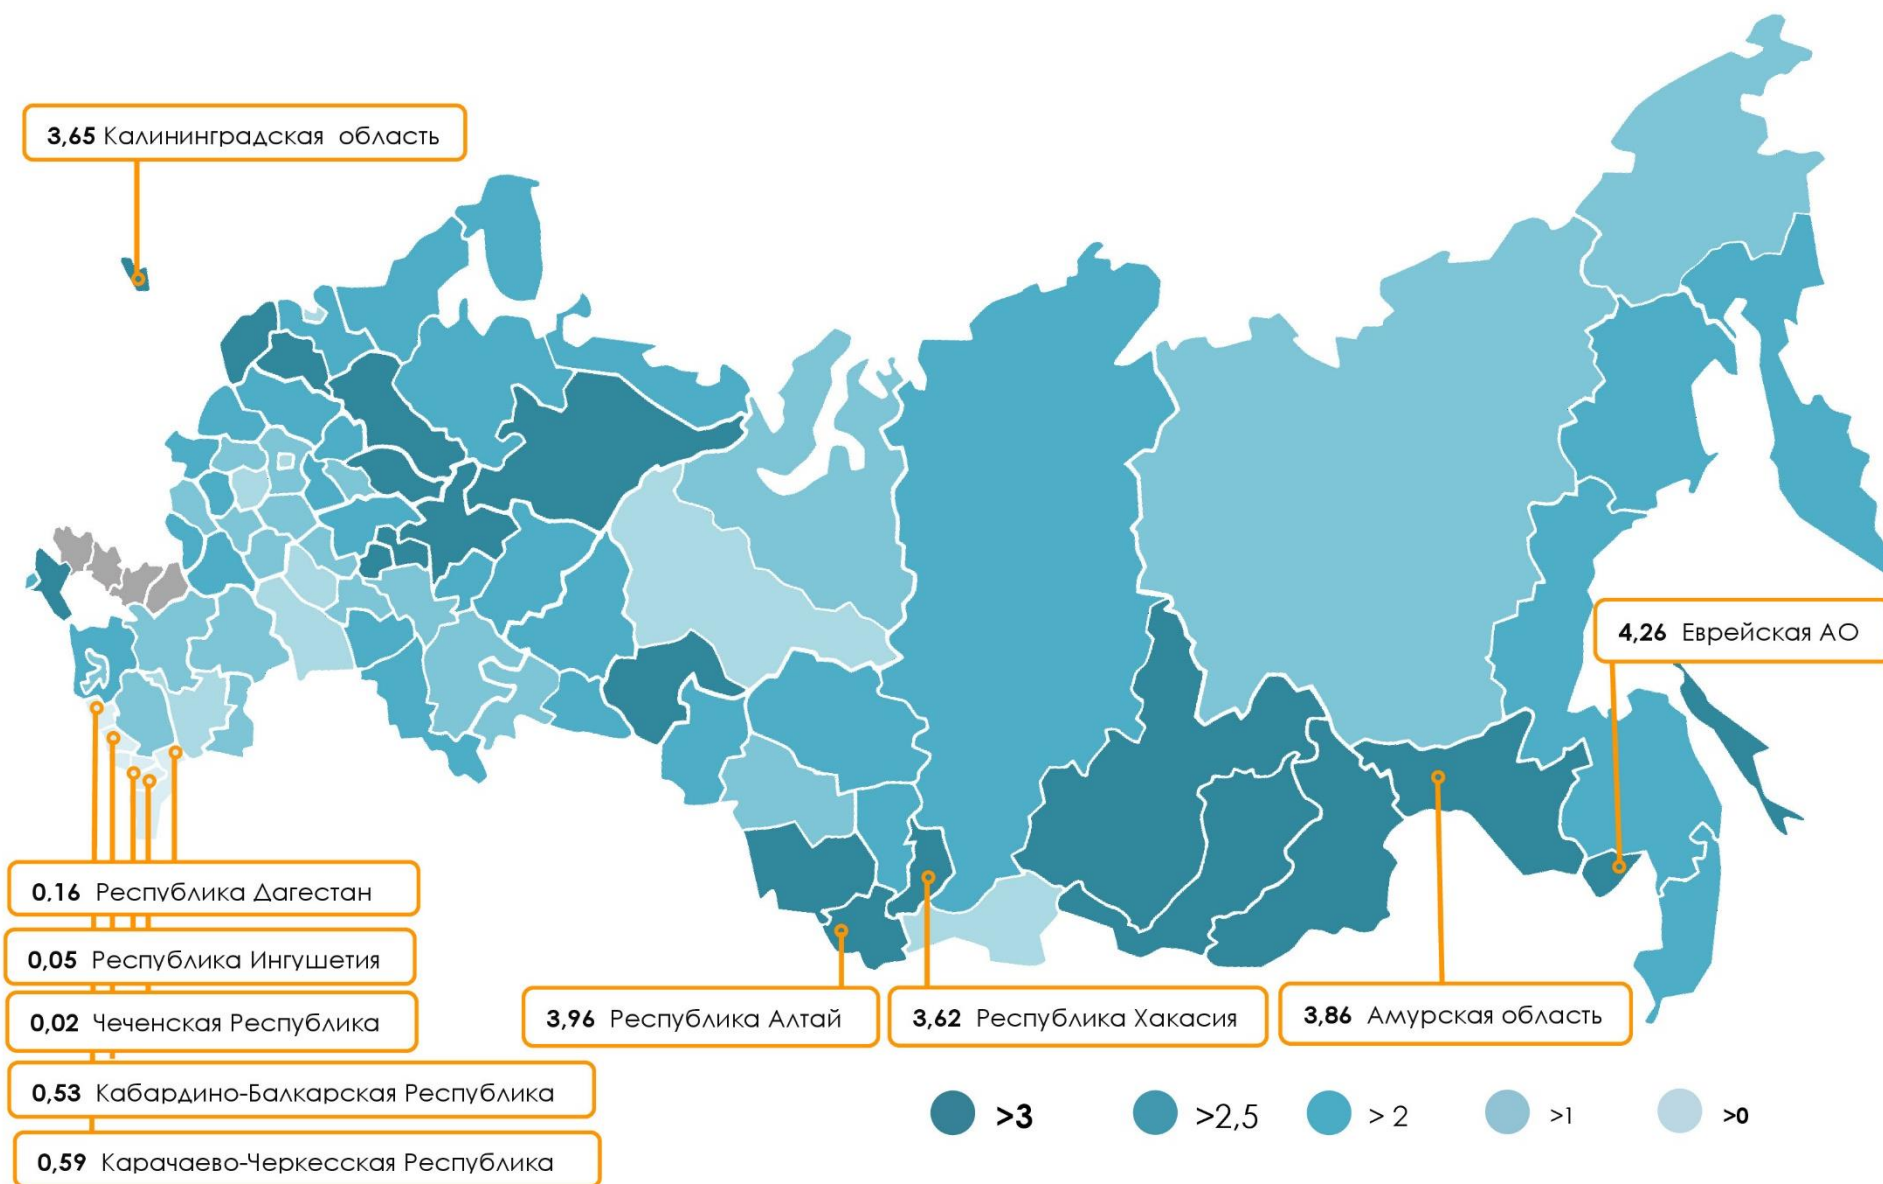 3,65 Калининградская область
4,26 Еврейская АО
0,16 Республика Дагестан
0,05 Республика Ингушетия
0,02 Чеченская Республика
0,53 Кабардино-Балкарская Республика
0,59 Карачаево-Черкесская Республика
3,96 Республика Алтай
3,62 Республика Хакасия
3,86 Амурская область
>3
>2,5
> 2
>1
>0